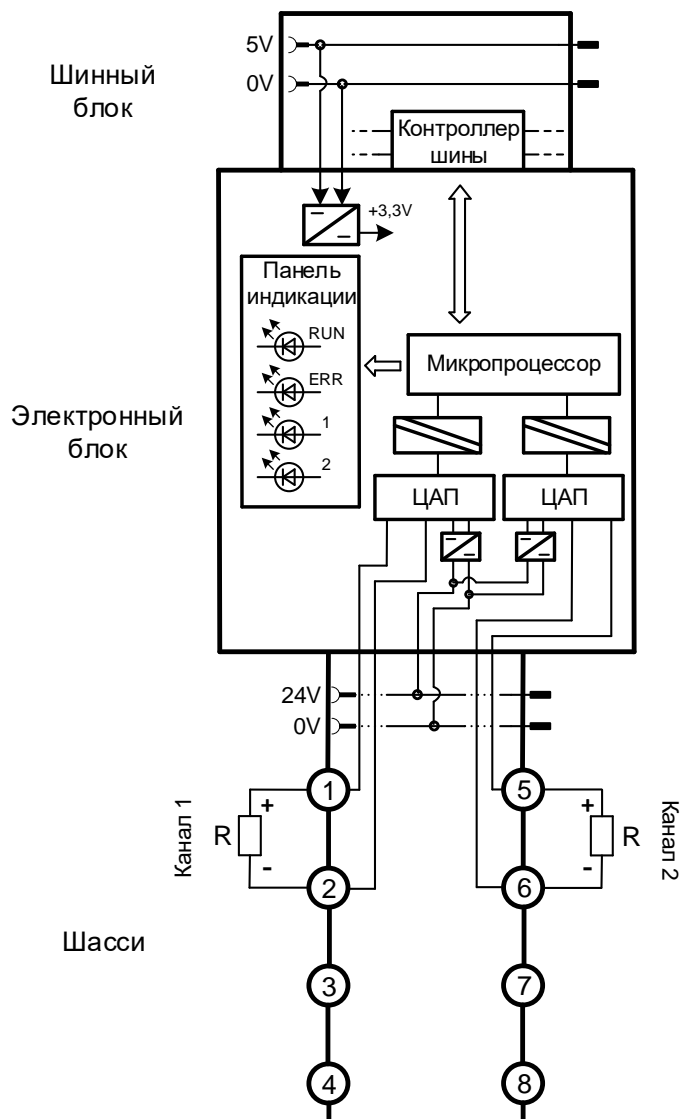 Шинный
блок
5V
0V
Контроллер
шины
+3,3V
Панель
индикации
RUN
ERR
1
2
Микропроцессор
Электронный
блок
ЦАП
ЦАП
24V
0V
Канал 1
R
+
-
1
2
5
6
+
-
R
Канал 2
Шасси
3
7
4
8